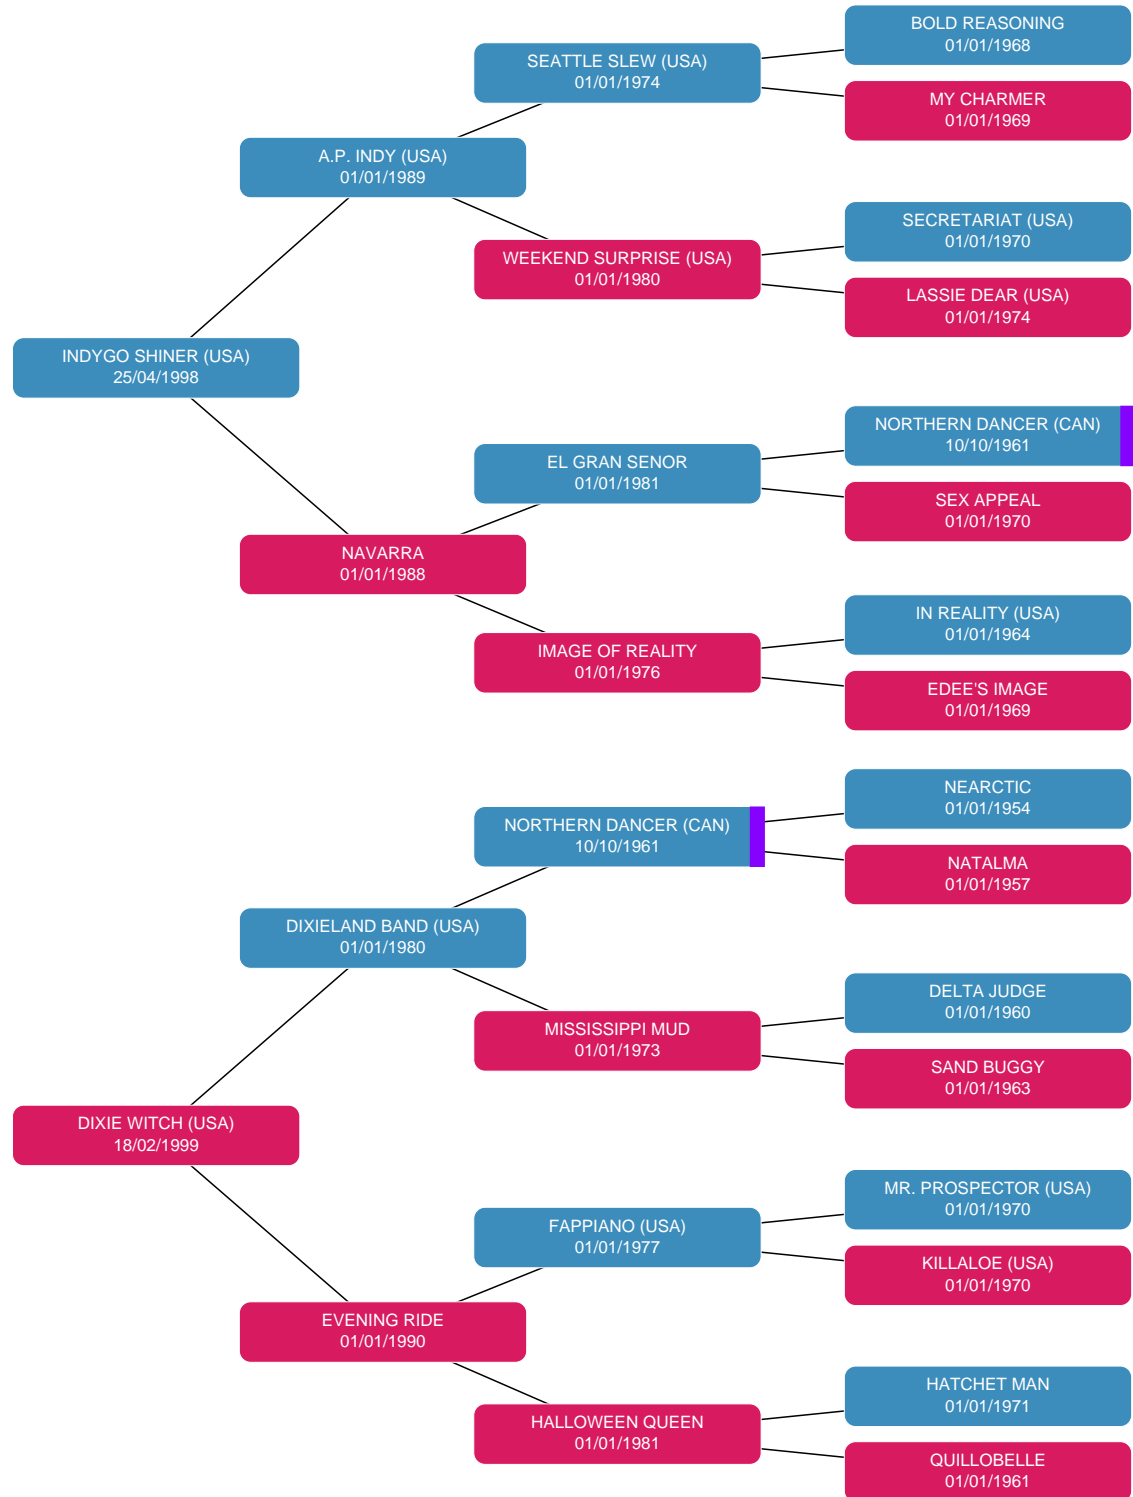 BOLD REASONING
01/01/1968
SEATTLE SLEW (USA)
01/01/1974
MY CHARMER
01/01/1969
A.P. INDY (USA)
01/01/1989
SECRETARIAT (USA)
01/01/1970
WEEKEND SURPRISE (USA)
01/01/1980
LASSIE DEAR (USA)
01/01/1974
INDYGO SHINER (USA)
25/04/1998
NORTHERN DANCER (CAN)
10/10/1961
EL GRAN SENOR
01/01/1981
SEX APPEAL
01/01/1970
NAVARRA
01/01/1988
IN REALITY (USA)
01/01/1964
IMAGE OF REALITY
01/01/1976
EDEE'S IMAGE
01/01/1969
NEARCTIC
01/01/1954
NORTHERN DANCER (CAN)
10/10/1961
NATALMA
01/01/1957
DIXIELAND BAND (USA)
01/01/1980
DELTA JUDGE
01/01/1960
MISSISSIPPI MUD
01/01/1973
SAND BUGGY
01/01/1963
DIXIE WITCH (USA)
18/02/1999
MR. PROSPECTOR (USA)
01/01/1970
FAPPIANO (USA)
01/01/1977
KILLALOE (USA)
01/01/1970
EVENING RIDE
01/01/1990
HATCHET MAN
01/01/1971
HALLOWEEN QUEEN
01/01/1981
QUILLOBELLE
01/01/1961